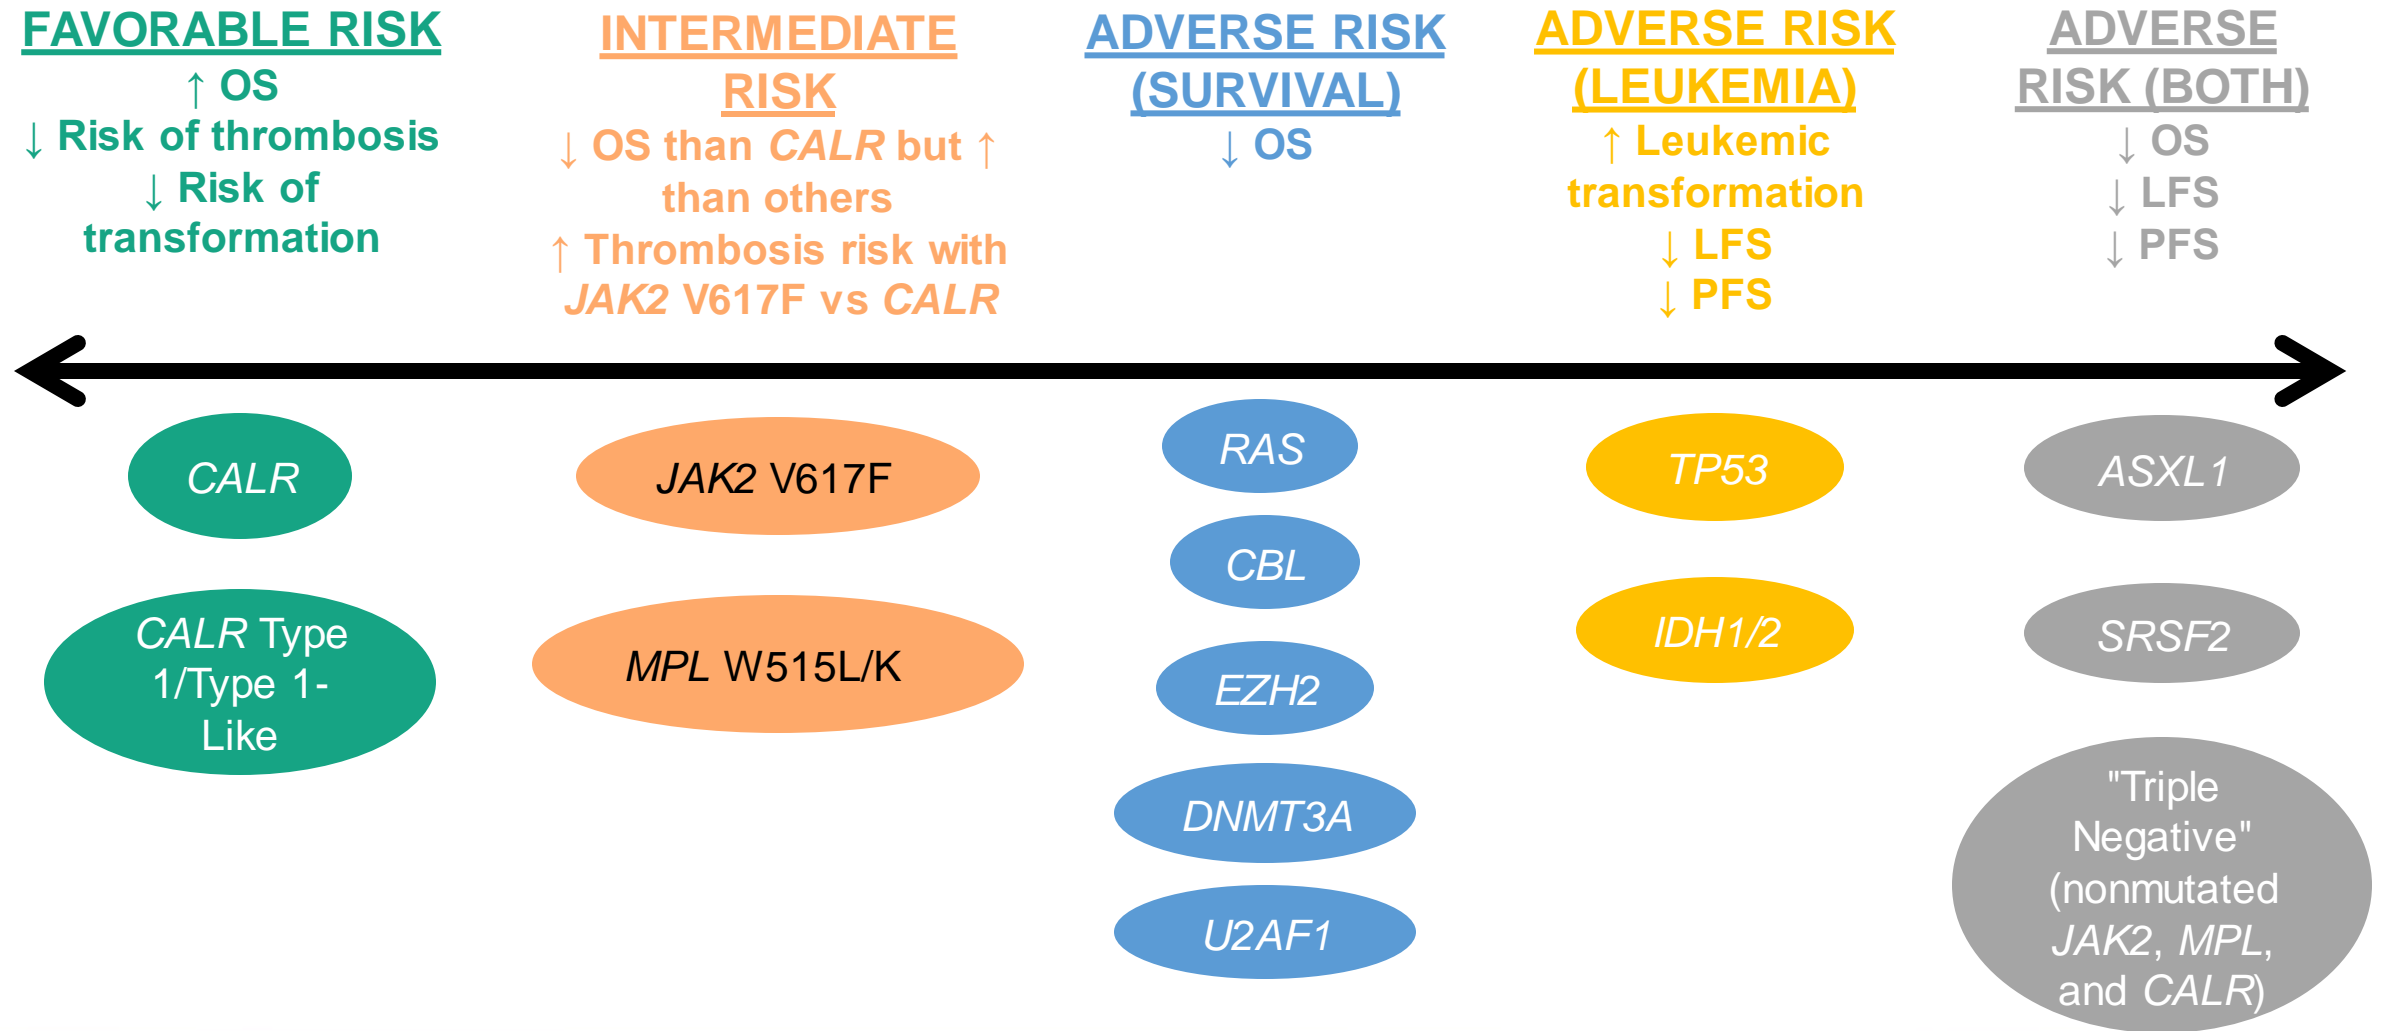 FAVORABLE RISK
↑ OS
↓ Risk of thrombosis
↓ Risk of
transformation
INTERMEDIATE
RISK
↓ OS than CALR but ↑
than others
↑ Thrombosis risk with
JAK2 V617F vs CALR
ADVERSE RISK
(SURVIVAL)
↓ OS
ADVERSE RISK
(LEUKEMIA)
↑ Leukemic
transformation
↓ LFS
↓ PFS
ADVERSE
RISK (BOTH)
↓ OS
↓ LFS
↓ PFS
CALR
CALR Type
1/Type 1-
Like
JAK2 V617F
MPL W515L/K
RAS
CBL
EZH2
DNMT3A
U2AF1
TP53
IDH1/2
ASXL1
SRSF2
"Triple
Negative"
(nonmutated
JAK2, MPL,
and CALR)